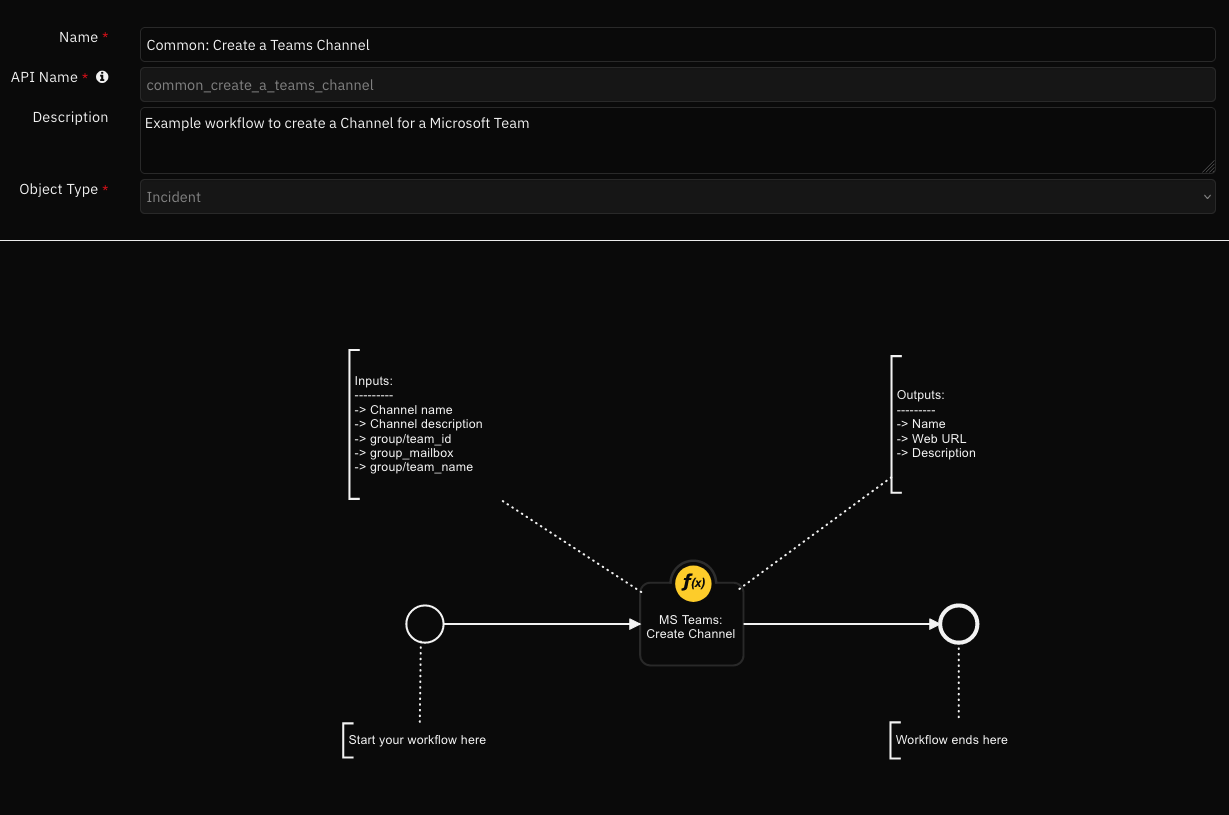 Name *
Common: Create a Teams Channel
API Name *
common_create_a_teams_channel
Description
Example workflow to create a Channel for a Microsoft Team
Object Type *
Incident
Inputs:
---------
-> Channel name
-> Channel description
-> group/team_id
-> group_mailbox
-> group/team_name
Outputs:
---------
-> Name
-> Web URL
-> Description
f(x)
MS Teams:
Create Channel
Start your workflow here
Workflow ends here